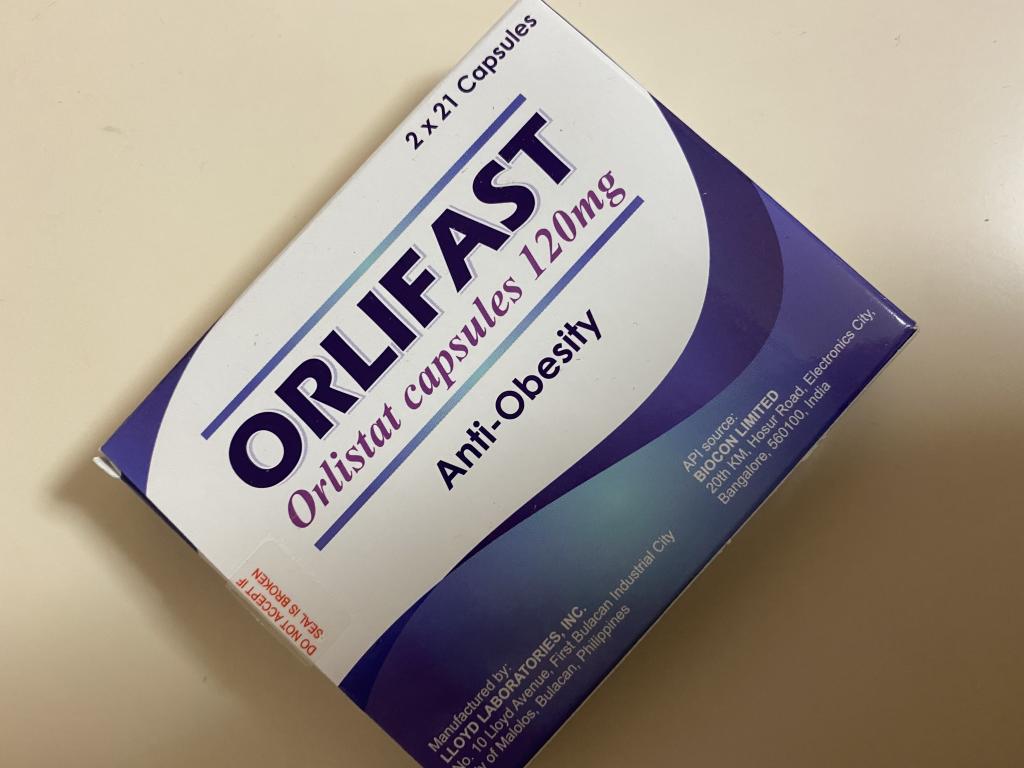 2 x 21 Capsules
ORLIFAST
Orlistat capsules 120mg
Anti-Obesity
DO NOT ACCEPT IF
SEAL IS BROKEN
Manufactured by:
LLOYD LABORATORIES, INC.
No. 10 Lloyd Avenue, First Bulacan Industrial City
of Malolos, Bulacan, Philippines
API source:
BIOCON LIMITED
20th KM, Hosur Road, Electronics City,
Bangalore, 560100, India